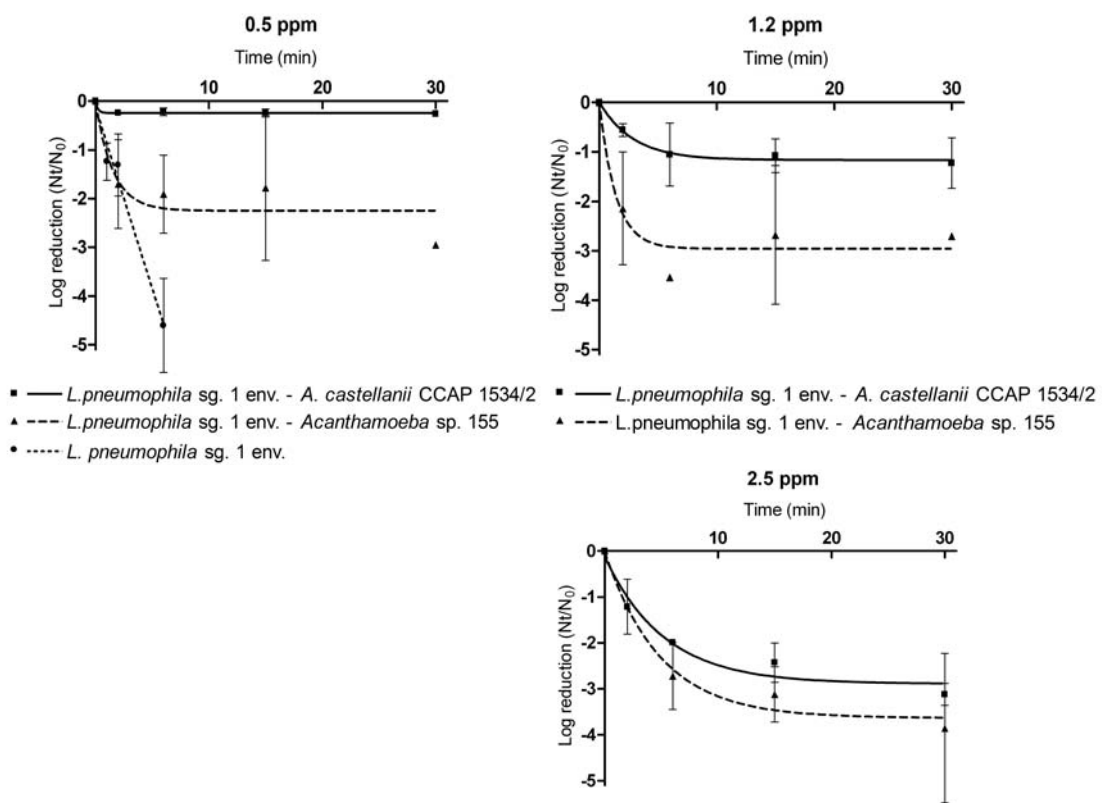 0.5 ppm
Time (min)
10 20 30
Log reduction (Nt/N0)
0
-1
-2
-3
-4
-5
L.pneumophila sg. 1 env. - A. castellanii CCAP 1534/2
L.pneumophila sg. 1 env. - Acanthamoeba sp. 155
L. pneumophila sg. 1 env.
1.2 ppm
Time (min)
10 20 30
Log reduction (Nt/N0)
0
-1
-2
-3
-4
-5
L.pneumophila sg. 1 env. - A. castellanii CCAP 1534/2
L.pneumophila sg. 1 env. - Acanthamoeba sp. 155
2.5 ppm
Time (min)
10 20 30
Log reduction (Nt/N0)
0
-1
-2
-3
-4
-5